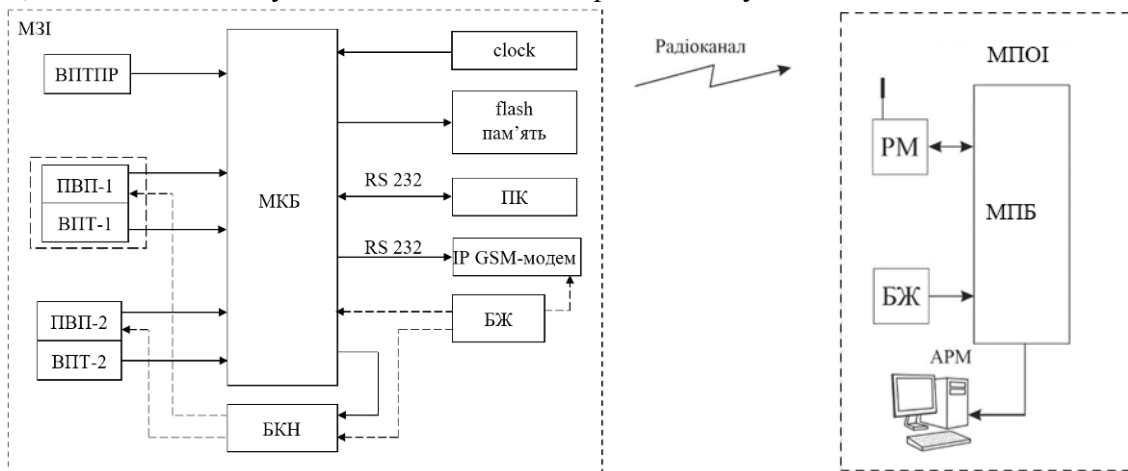 МЗІ
ВПТПР
ПВП-1
ВПТ-1
ПВП-2
ВПТ-2
МКБ
БКН
clock
flash
пам’ять
RS 232
ПК
RS 232
IP GSM-модем
БЖ
Радіоканал
МПОІ
РМ
МПБ
БЖ
АРМ